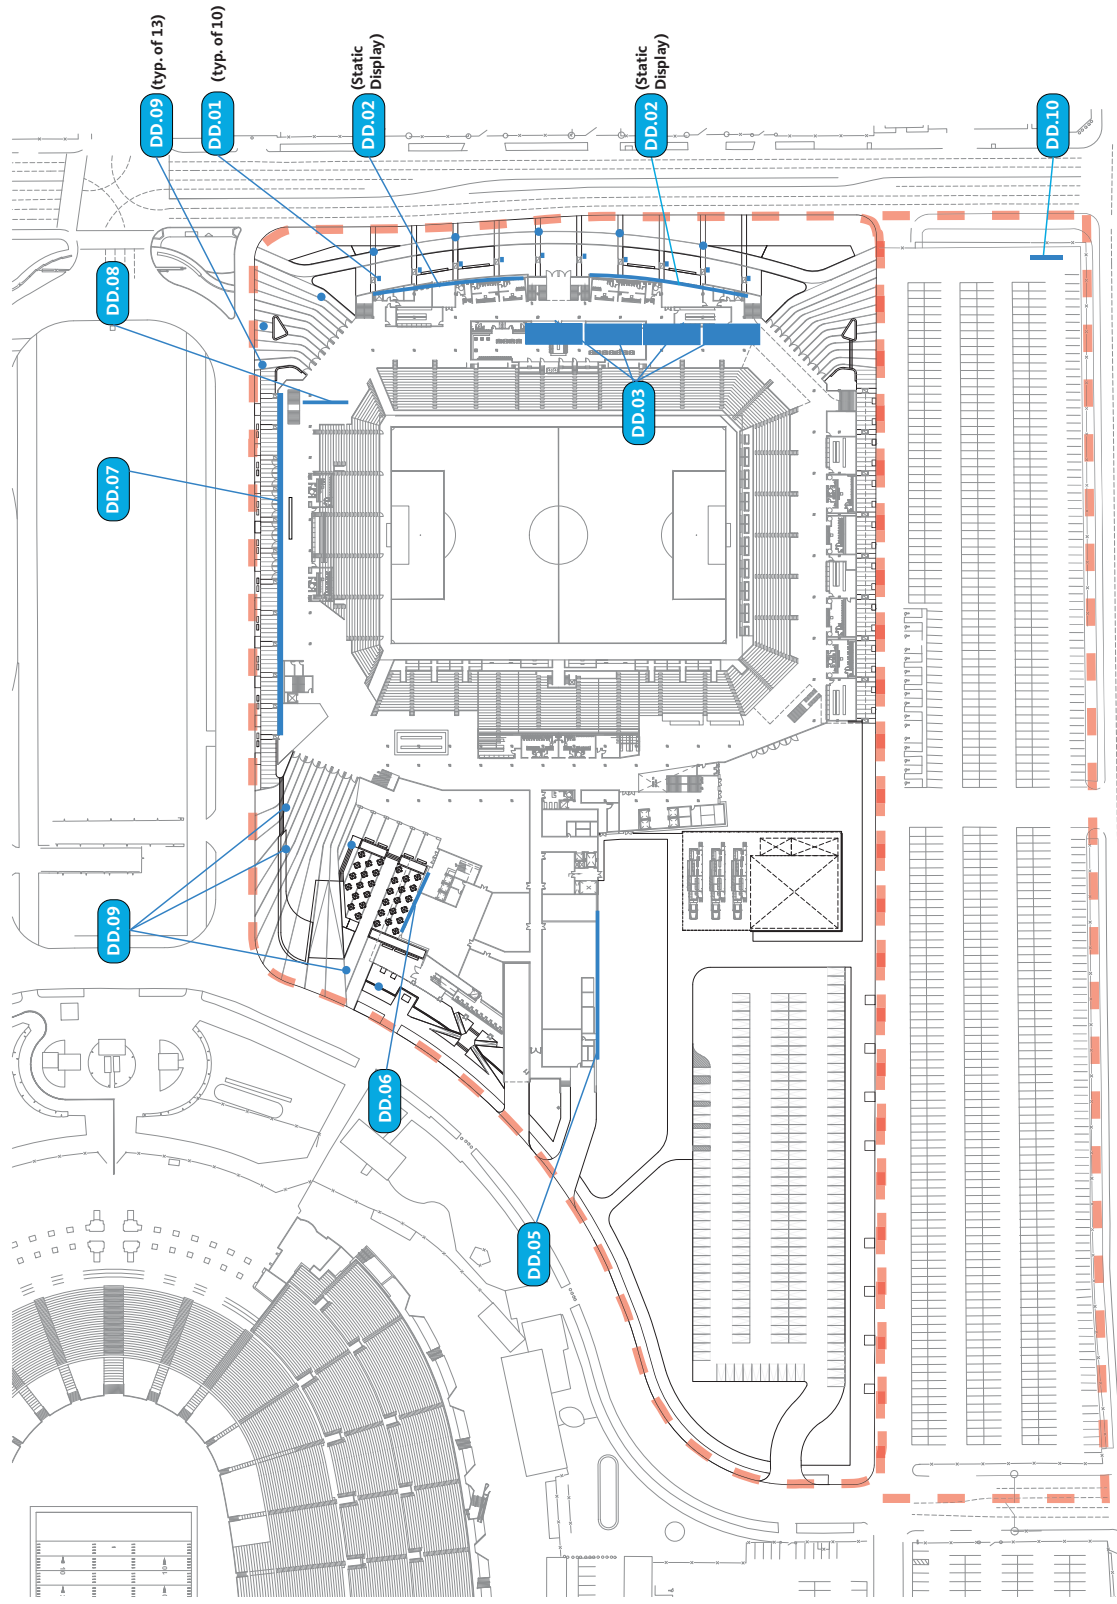 DD.09 (typ. of 13)
DD.01 (typ. of 10)
DD.02 (Static
Display)
DD.02 (Static
Display)
DD.10
DD.08
DD.07
DD.03
DD.09
DD.06
DD.05